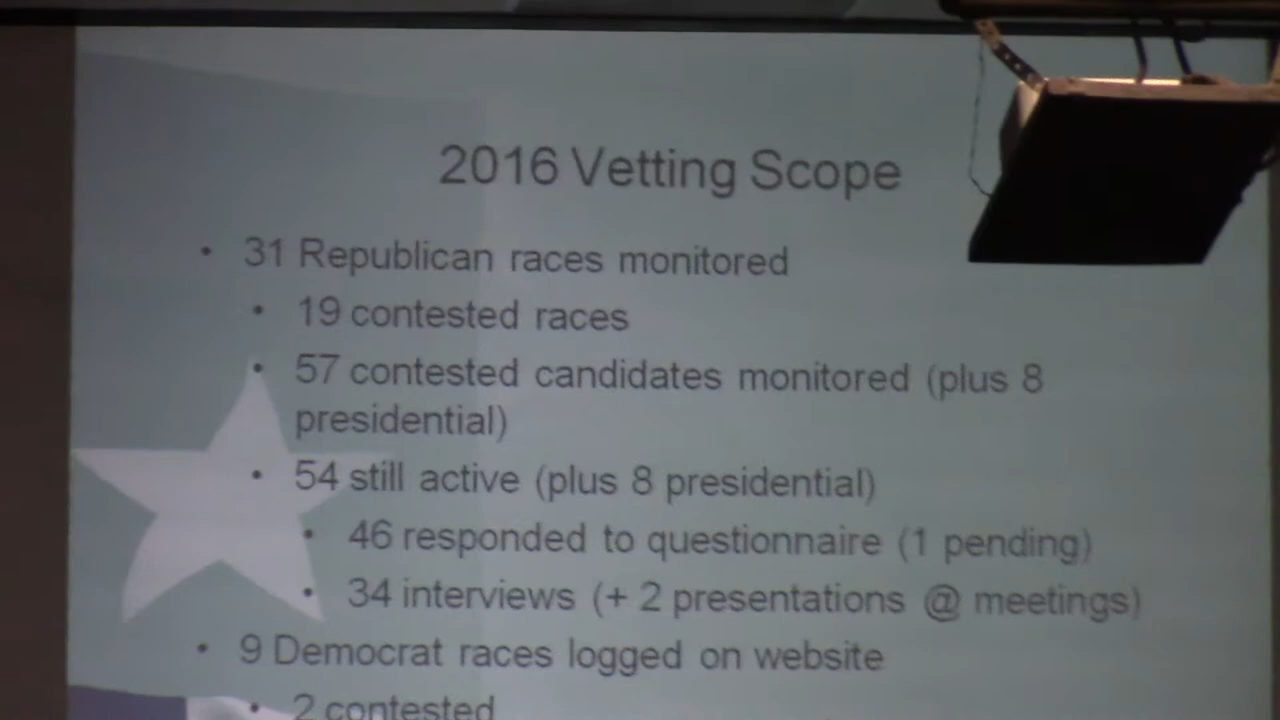 2016 Vetting Scope
• 31 Republican races monitored
• 19 contested races
• 57 contested candidates monitored (plus 8
presidential)
• 54 still active (plus 8 presidential)
• 46 responded to questionnaire (1 pending)
• 34 interviews (+ 2 presentations @ meetings)
• 9 Democrat races logged on website
• 2 contested